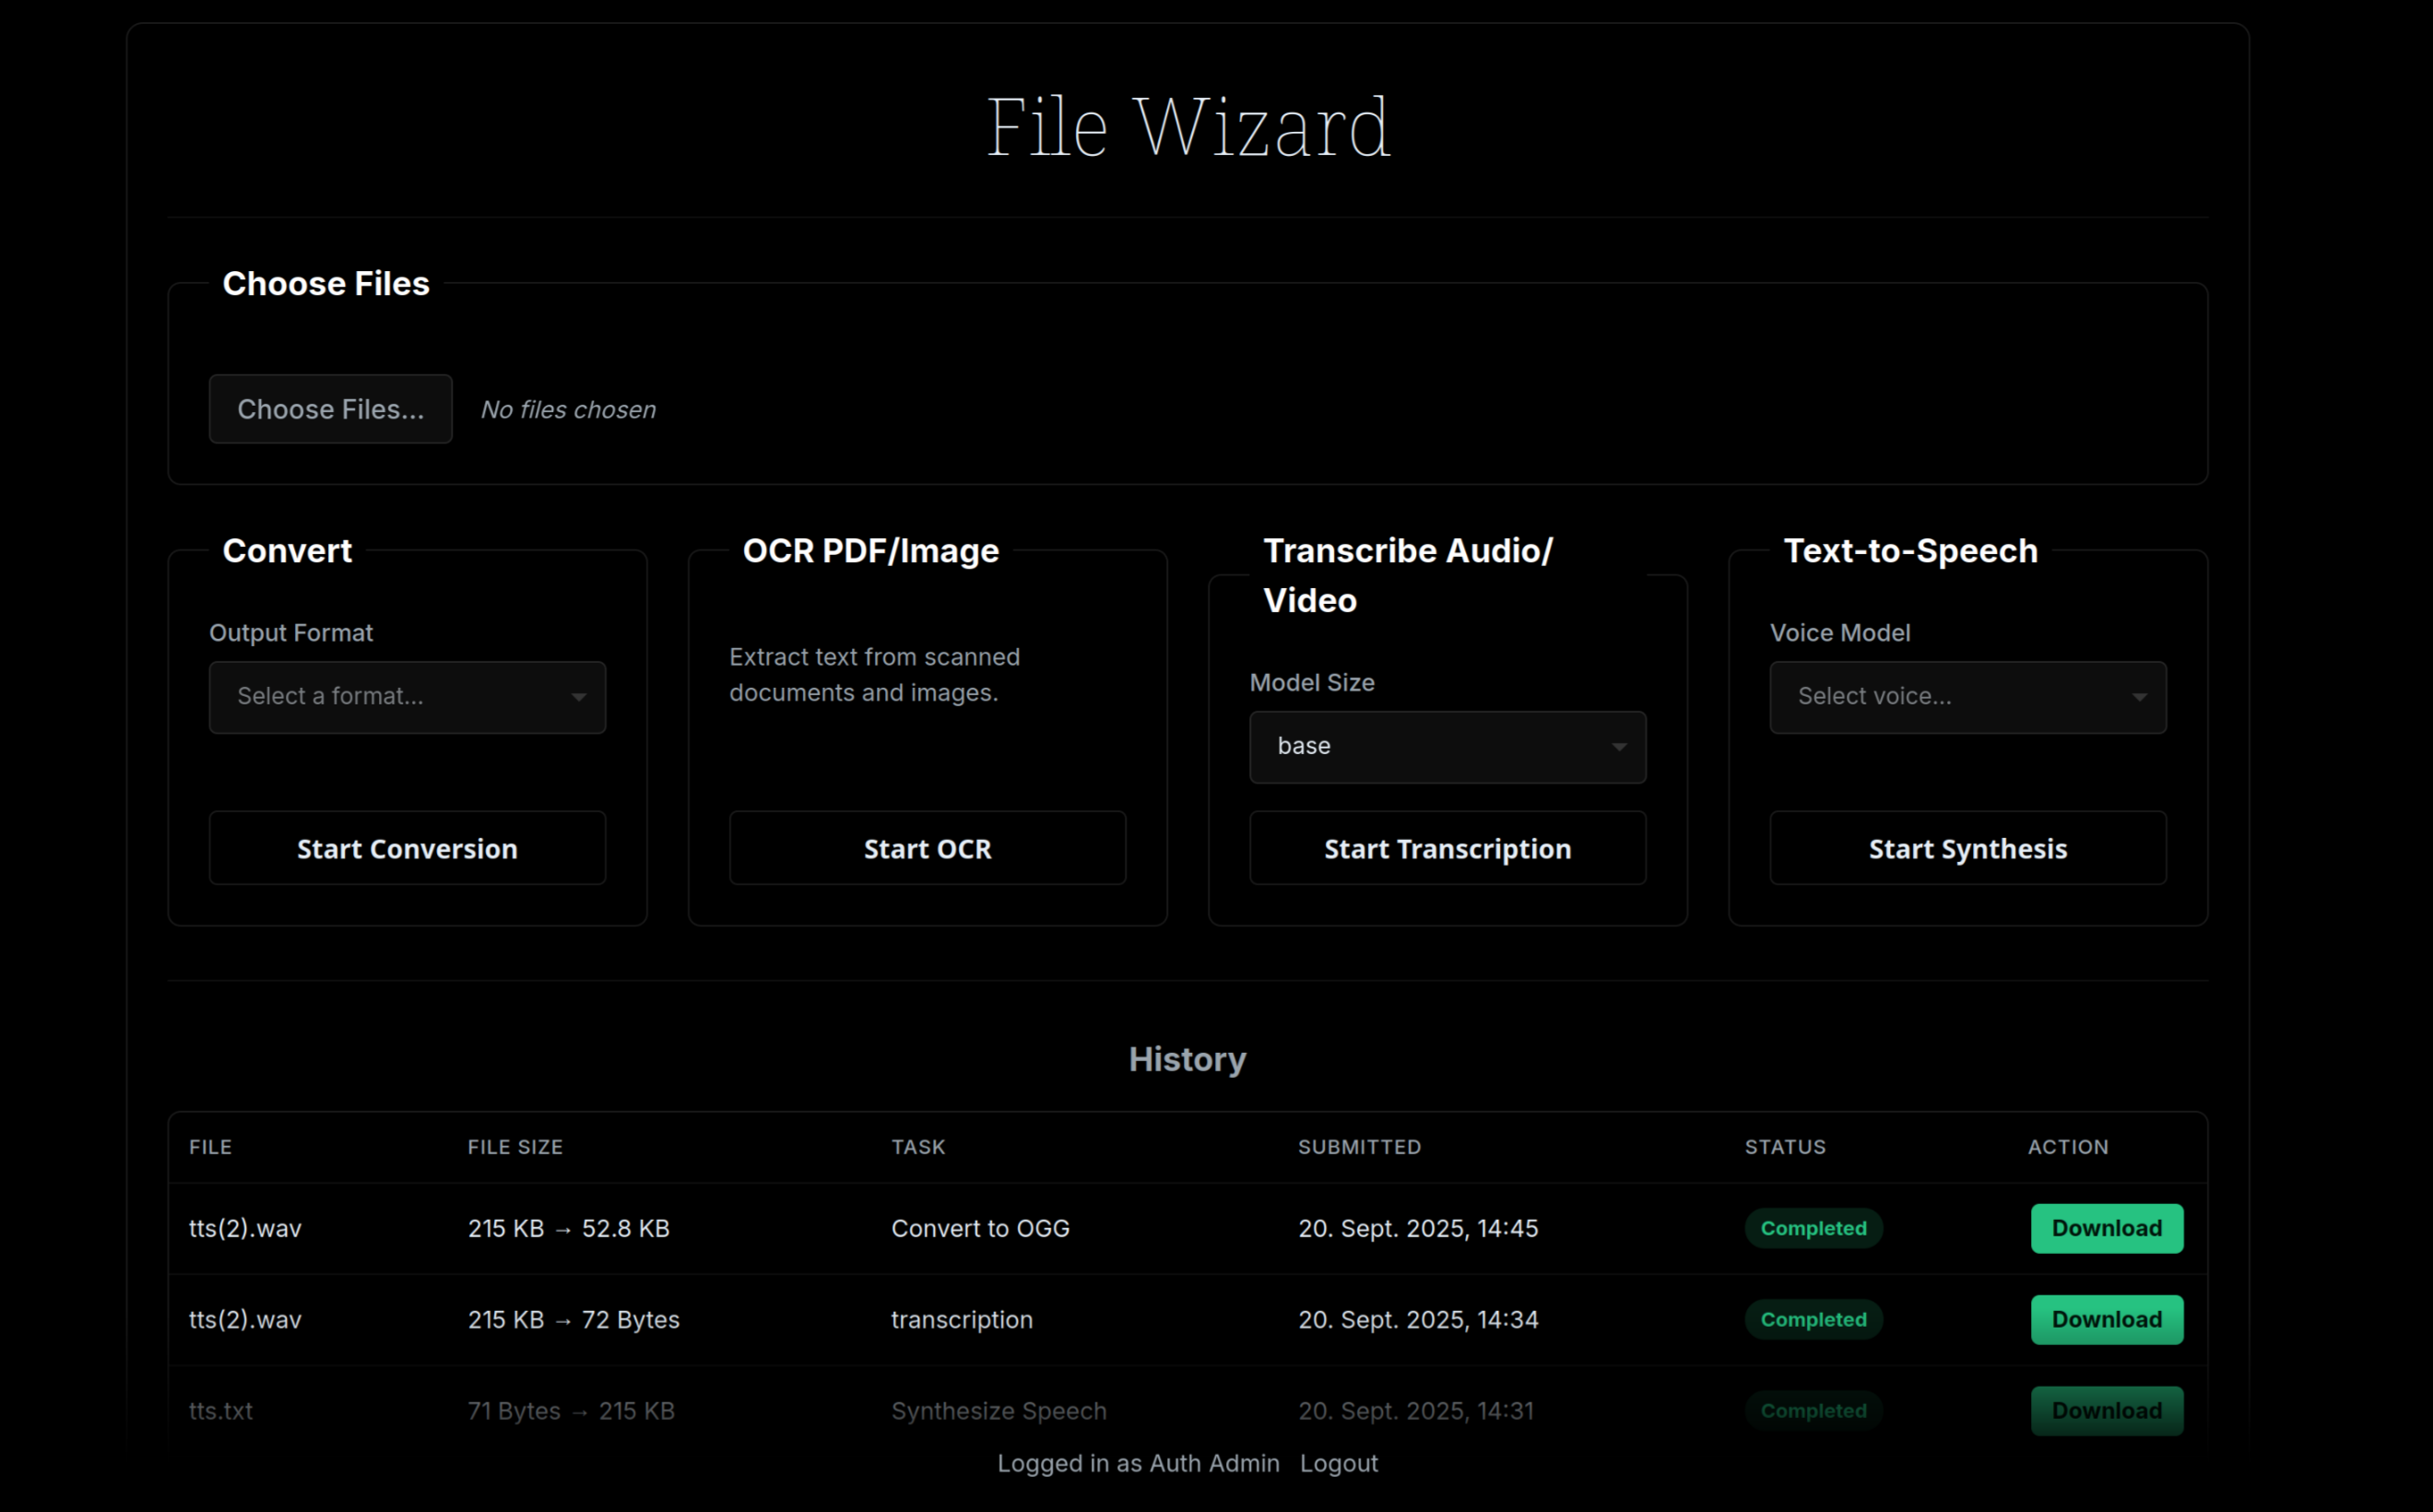 File Wizard
Choose Files
Choose Files... No files chosen
Convert
Output Format
Select a format...
Start Conversion
OCR PDF/Image
Extract text from scanned
documents and images.
Start OCR
Transcribe Audio/
Video
Model Size
base
Start Transcription
Text-to-Speech
Voice Model
Select voice...
Start Synthesis
History
FILE FILE SIZE TASK SUBMITTED STATUS ACTION
tts(2).wav 215 KB → 52.8 KB Convert to OGG 20. Sept. 2025, 14:45 Completed Download
tts(2).wav 215 KB → 72 Bytes transcription 20. Sept. 2025, 14:34 Completed Download
tts.txt 71 Bytes → 215 KB Synthesize Speech 20. Sept. 2025, 14:31 Completed Download
Logged in as Auth Admin Logout